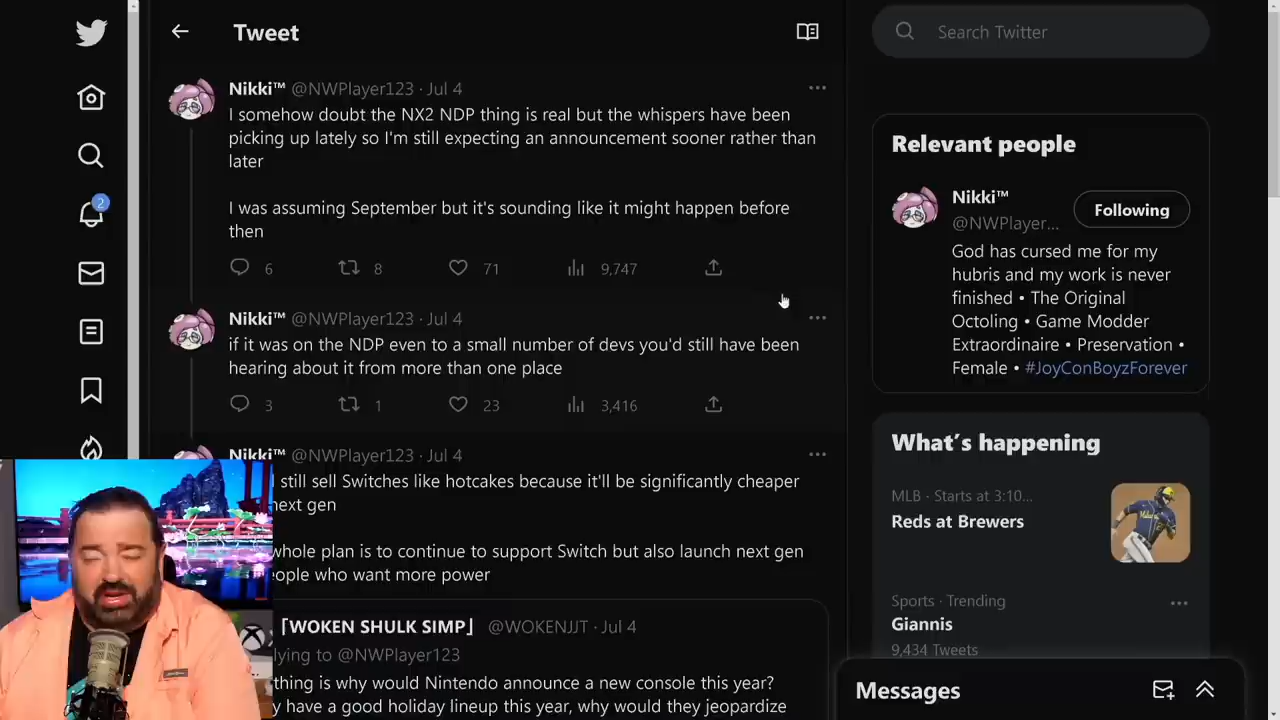 Tweet
Search Twitter
Nikki™ @NWPlayer123 · Jul 4
I somehow doubt the NX2 NDP thing is real but the whispers have been
picking up lately so I'm still expecting an announcement sooner rather than
later
I was assuming September but it's sounding like it might happen before
then
6 8 71 9,747
Nikki™ @NWPlayer123 · Jul 4
if it was on the NDP even to a small number of devs you'd still have been
hearing about it from more than one place
3 1 23 3,416
Nikki™ @NWPlayer123 · Jul 4
still sell Switches like hotcakes because it'll be significantly cheaper
next gen
whole plan is to continue to support Switch but also launch next gen
who want more power
「WOKEN SHULK SIMP」 @WOKENJJT · Jul 4
to @NWPlayer123
thing is why would Nintendo announce a new console this year?
have a good holiday lineup this year, why would they jeopardize
2
Relevant people
Nikki™
@NWPlayer...
Following
God has cursed me for my
hubris and my work is never
finished • The Original
Octoling • Game Modder
Extraordinaire • Preservation •
Female • #JoyConBoyzForever
What's happening
MLB · Starts at 3:10...
Reds at Brewers
Sports · Trending
Giannis
9,434 Tweets
Messages